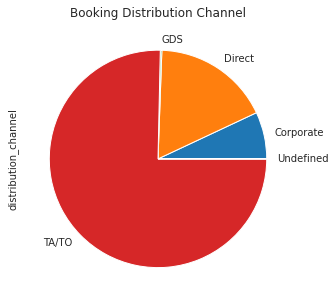 Booking Distribution Channel
GDS
Direct
Corporate
Undefined
distribution_channel
TA/TO